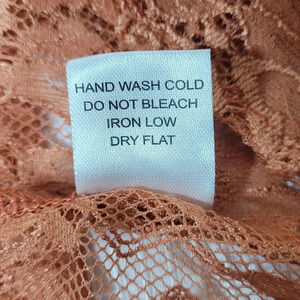 HAND WASH COLD
DO NOT BLEACH
IRON LOW
DRY FLAT